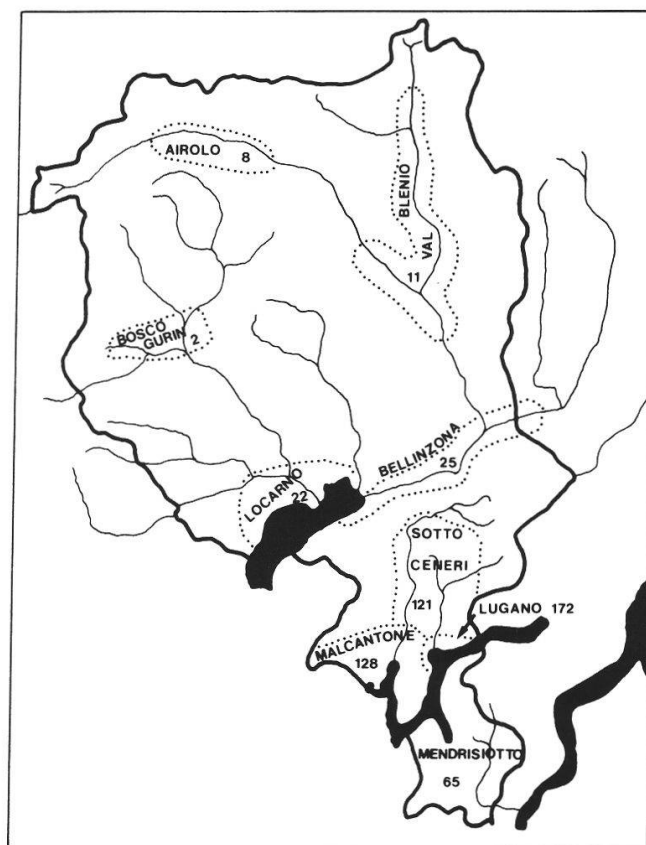 AIROLO 8
BLENIO
VAL
11
BOSCO
GURIN
2
BELLINZONA
25
LOCARNO
22
SOTTO
CENERI
121
LUGANO 172
MALCANTONE
128
MENDRISIOTTO
65